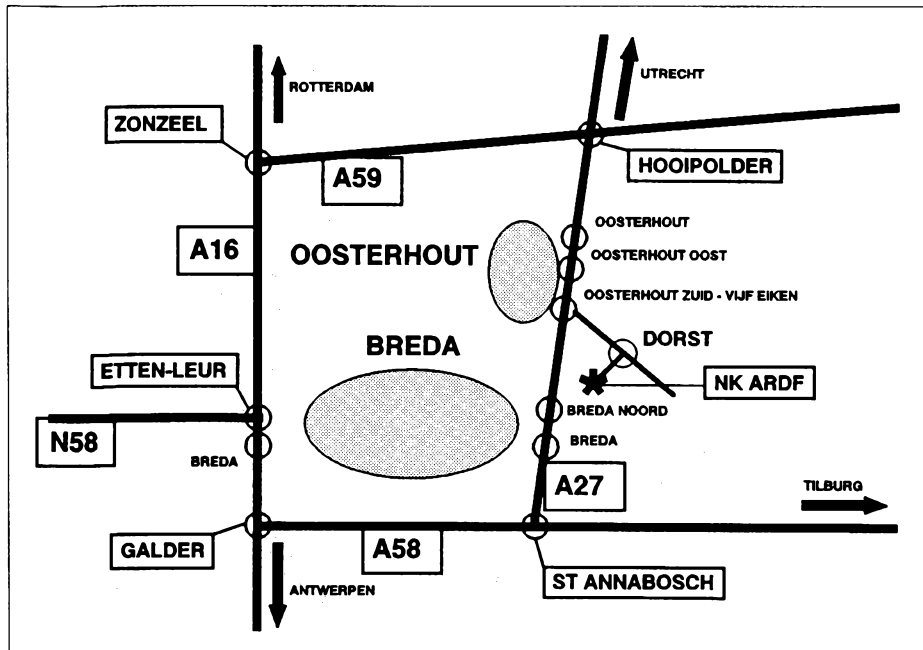 ROTTERDAM
UTRECHT
ZONZEEL
HOOIPOLDER
A59
A16
OOSTERHOUT
OOSTERHOUT
OOSTERHOUT OOST
OOSTERHOUT ZUID - VIJF EIKEN
BREDA
DORST
ETTEN-LEUR
NK ARDF
BREDA NOORD
N58
BREDA
BREDA
A27
TILBURG
GALDER
A58
ST ANNABOSCH
ANTWERPEN